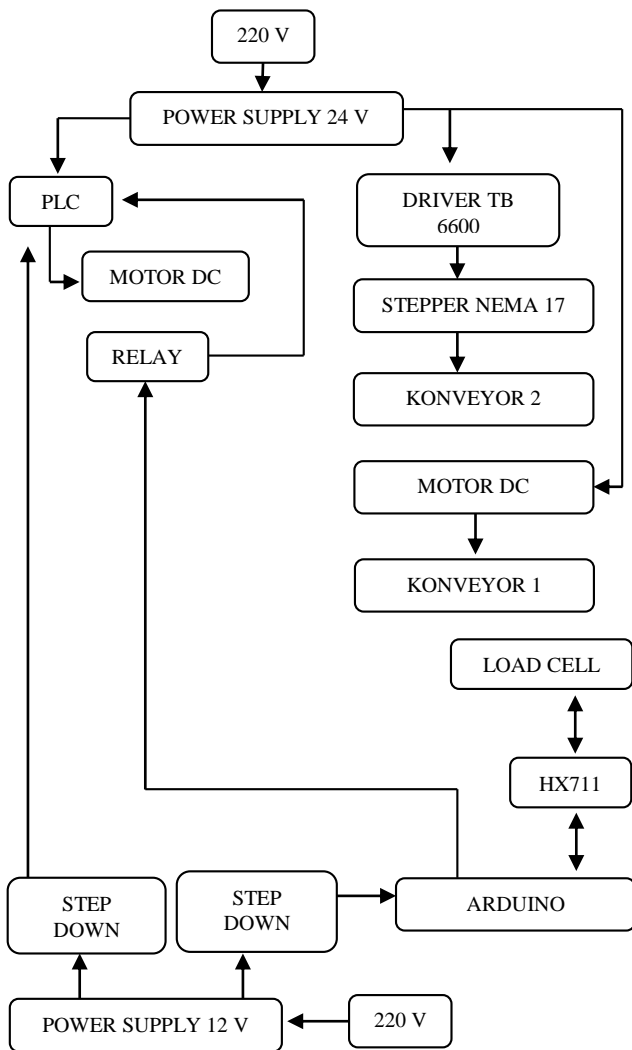 220 V
POWER SUPPLY 24 V
PLC
DRIVER TB
6600
MOTOR DC
STEPPER NEMA 17
RELAY
KONVEYOR 2
MOTOR DC
KONVEYOR 1
LOAD CELL
HX711
STEP
DOWN
STEP
DOWN
ARDUINO
POWER SUPPLY 12 V
220 V